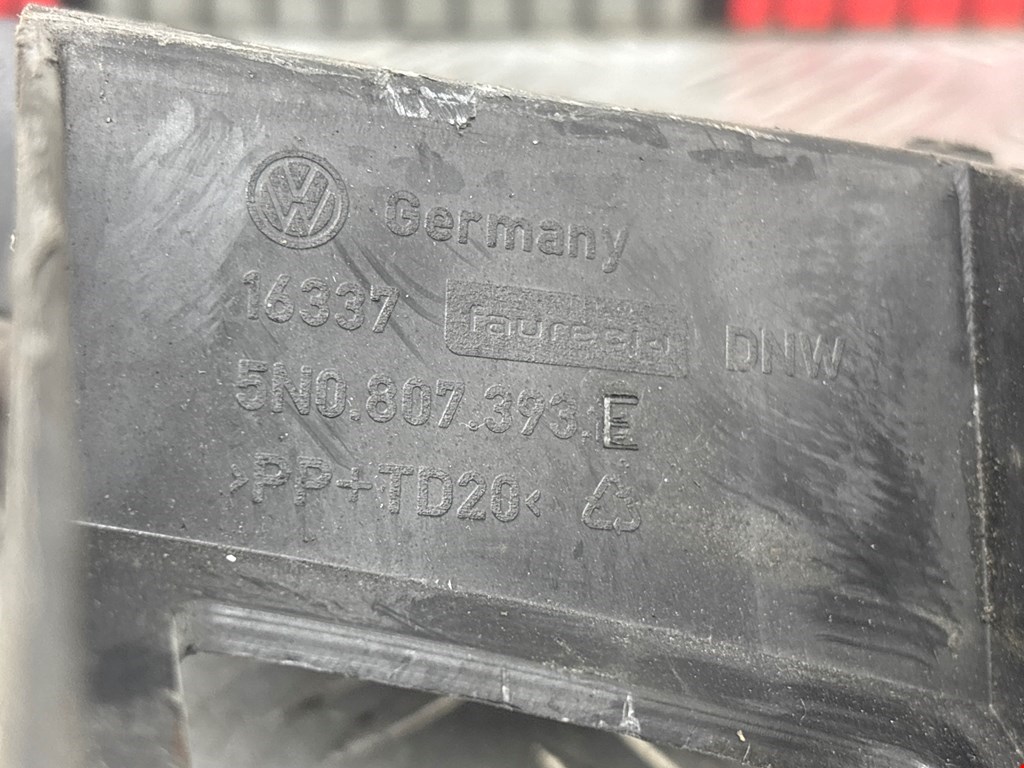 Germany
16337 faurecia DNW
5N0.807.393.E
>PP+TD20<